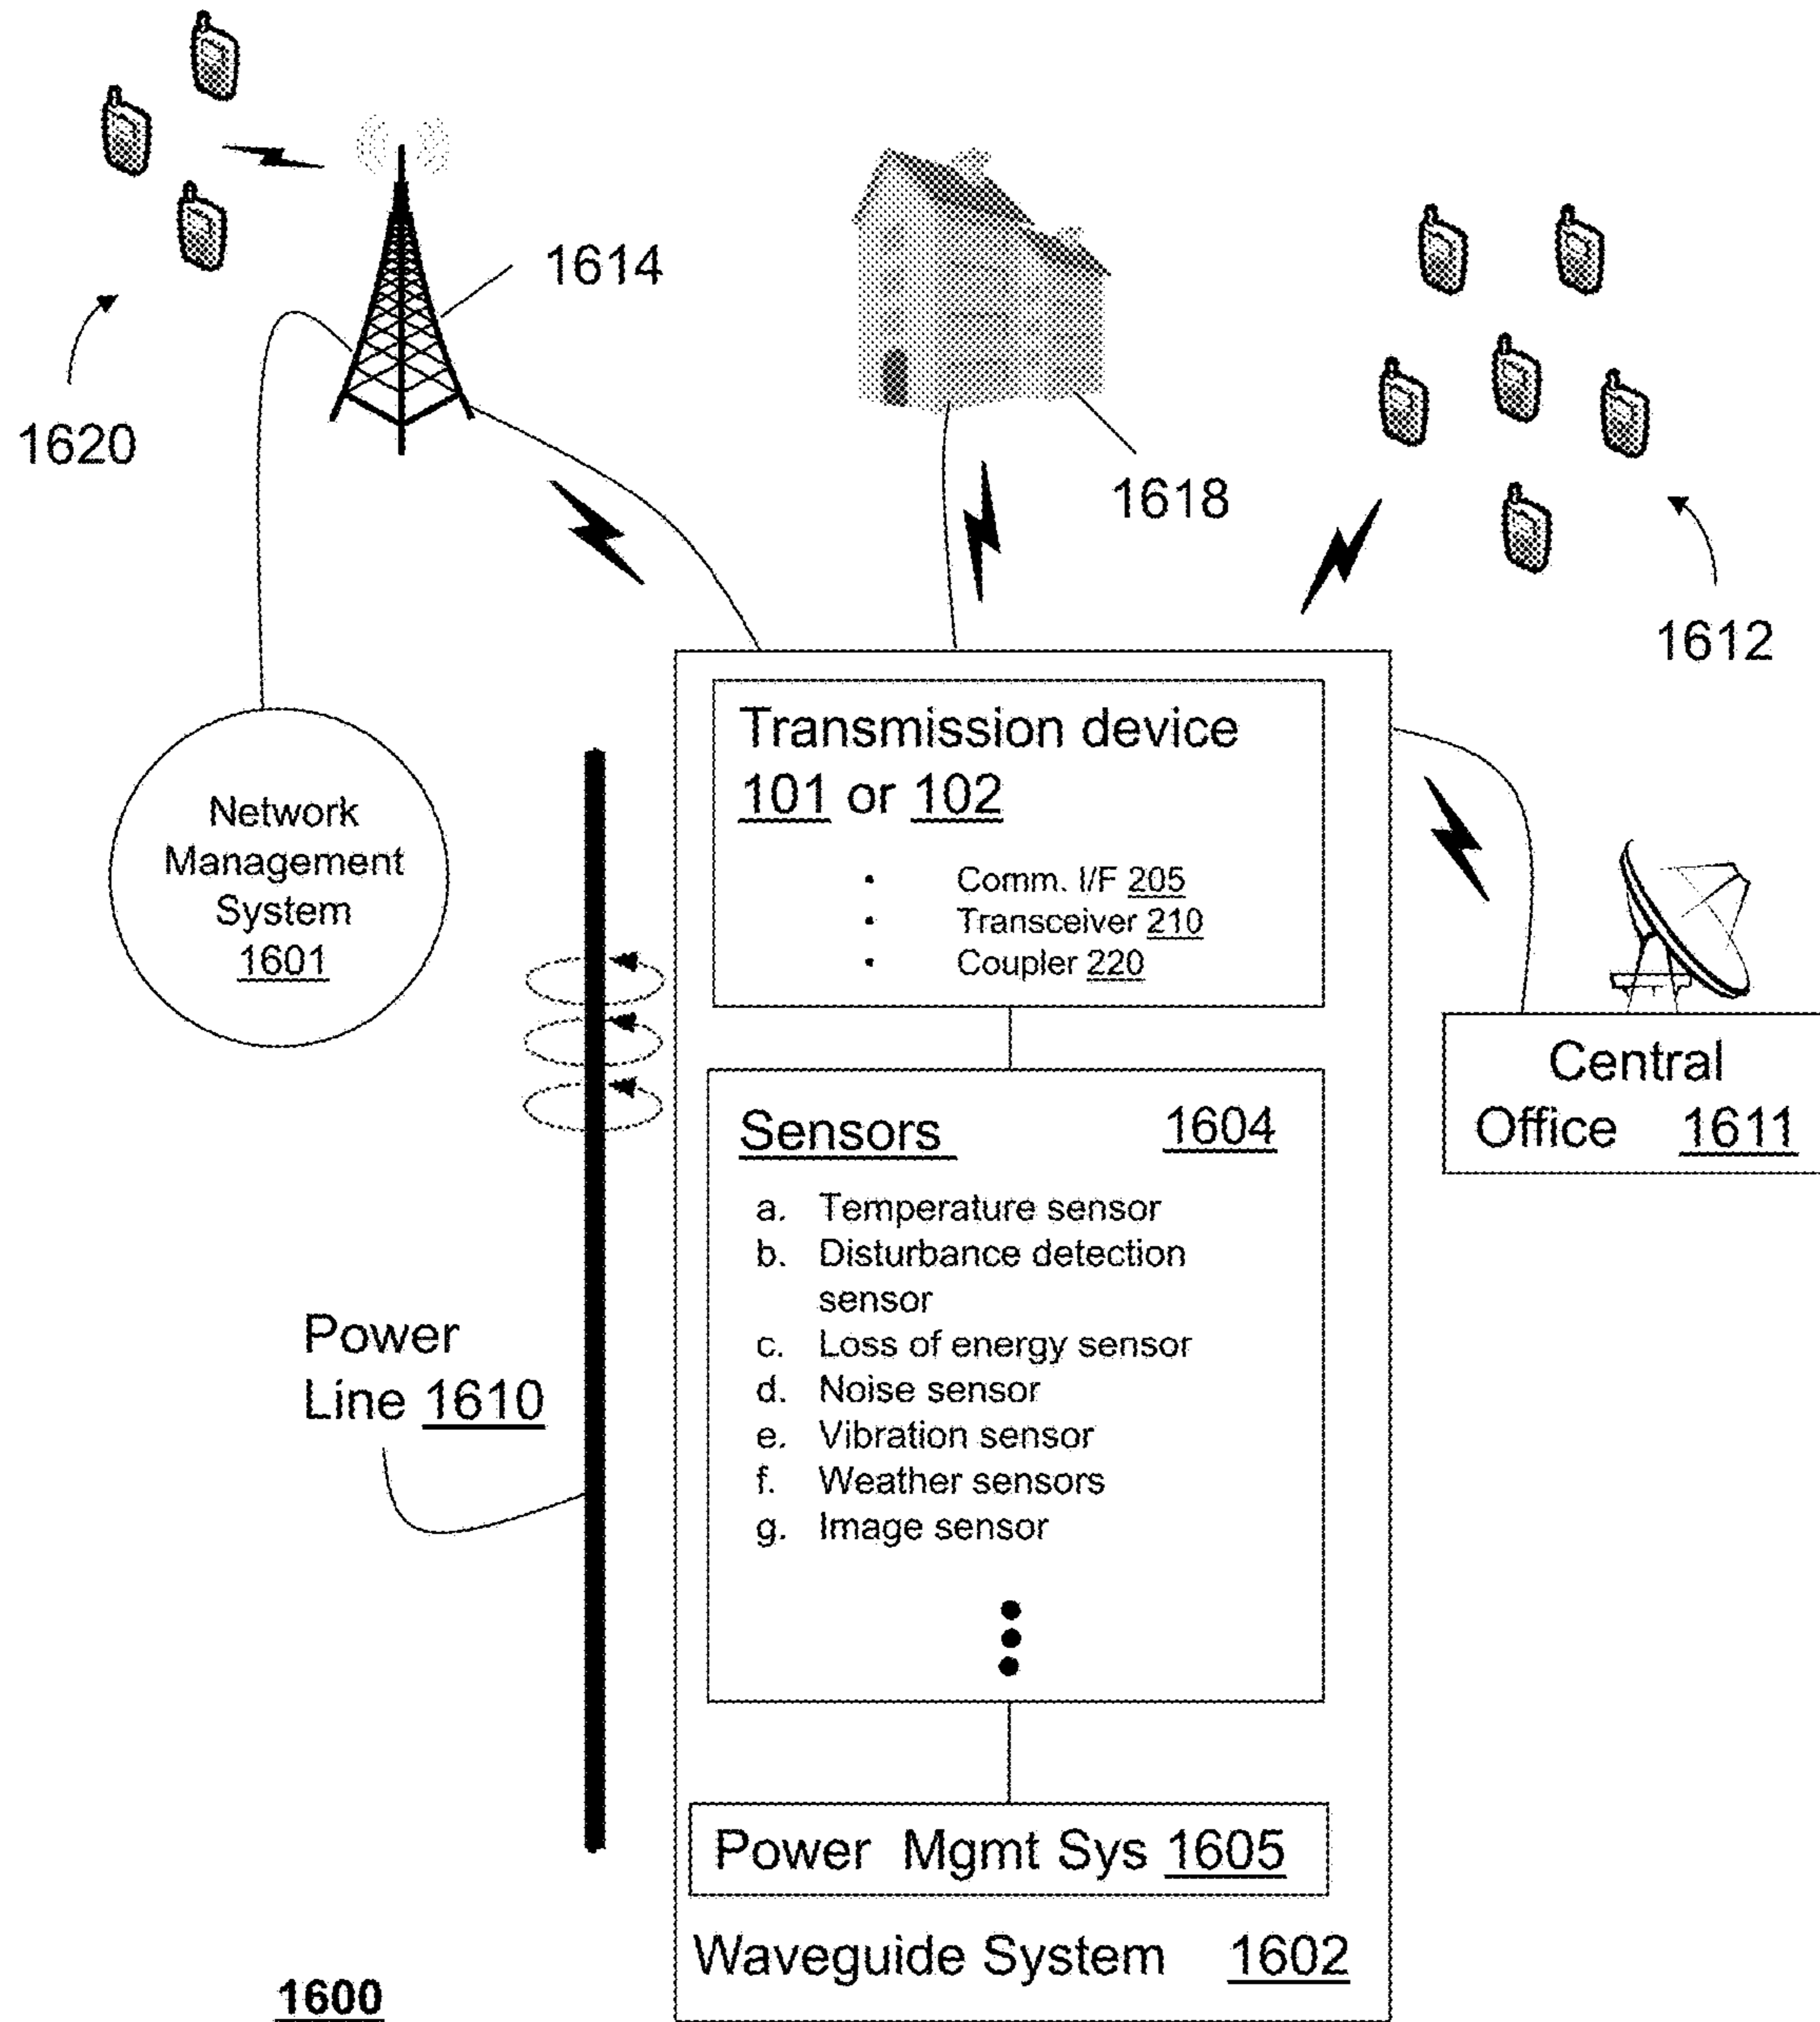 1614
1620
1618
1612
Network
Management
System
1601
Transmission device
101 or 102
• Comm. I/F 205
• Transceiver 210
• Coupler 220
Central
Office 1611
Sensors 1604
a. Temperature sensor
b. Disturbance detection
sensor
c. Loss of energy sensor
d. Noise sensor
e. Vibration sensor
f. Weather sensors
g. Image sensor
Power
Line 1610
Power Mgmt Sys 1605
Waveguide System 1602
1600